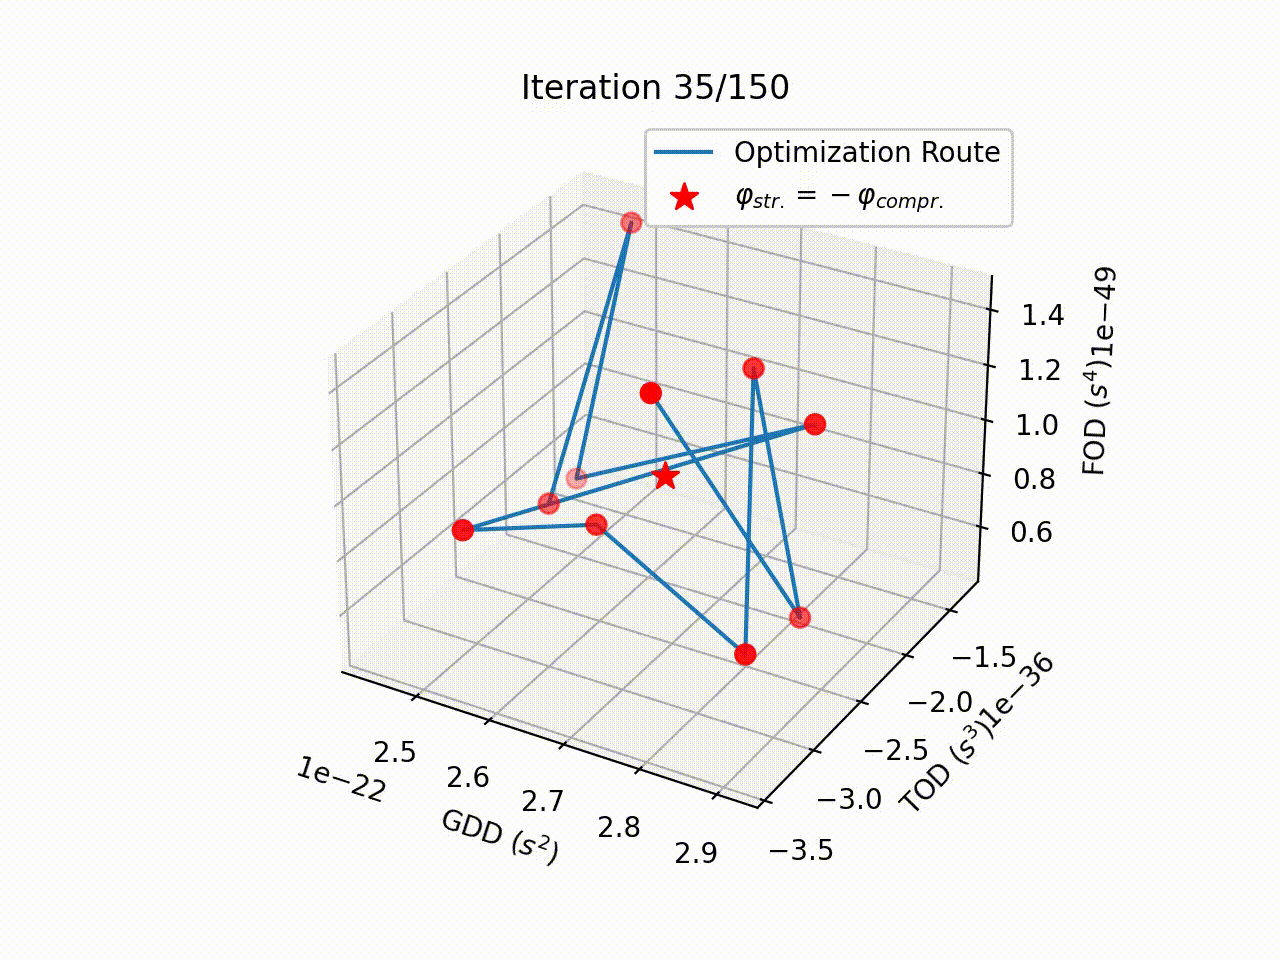 Iteration 35/150
Optimization Route
φstr. = − φcompr.
1.4
1.2
1.0
0.8
0.6
FOD (s⁴)1e−49
−1.5
−2.0
−2.5
−3.0
−3.5
TOD (s³)1e−36
2.5
2.6
2.7
2.8
2.9
1e−22
GDD (s²)